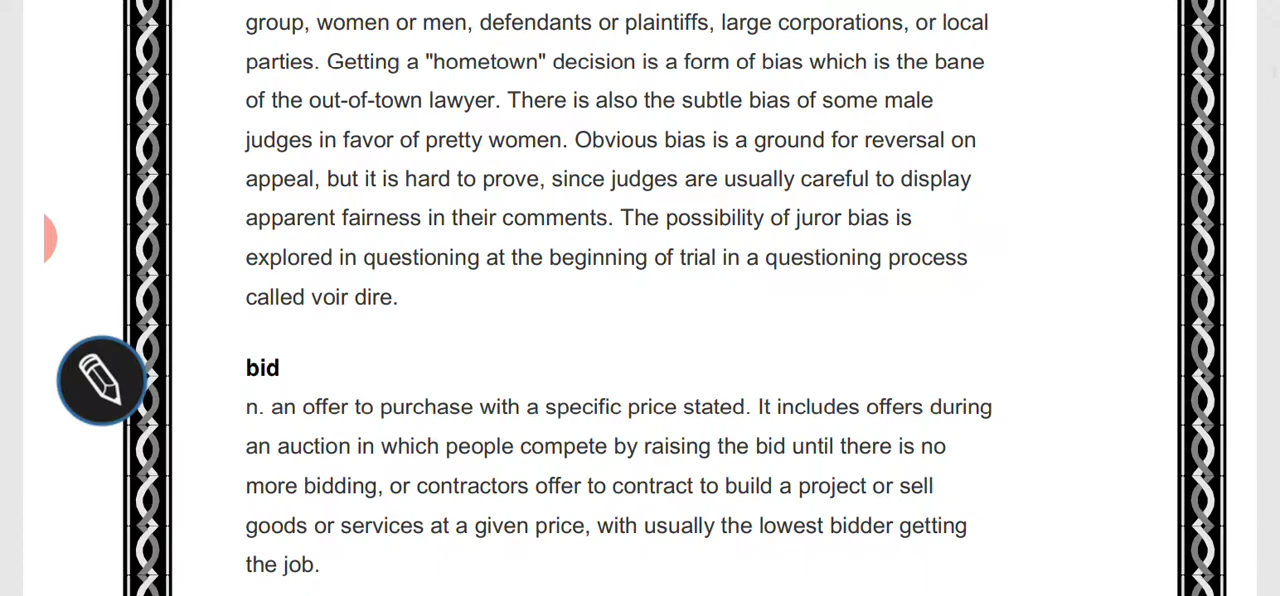 group, women or men, defendants or plaintiffs, large corporations, or local
parties. Getting a "hometown" decision is a form of bias which is the bane
of the out-of-town lawyer. There is also the subtle bias of some male
judges in favor of pretty women. Obvious bias is a ground for reversal on
appeal, but it is hard to prove, since judges are usually careful to display
apparent fairness in their comments. The possibility of juror bias is
explored in questioning at the beginning of trial in a questioning process
called voir dire.
bid
n. an offer to purchase with a specific price stated. It includes offers during
an auction in which people compete by raising the bid until there is no
more bidding, or contractors offer to contract to build a project or sell
goods or services at a given price, with usually the lowest bidder getting
the job.